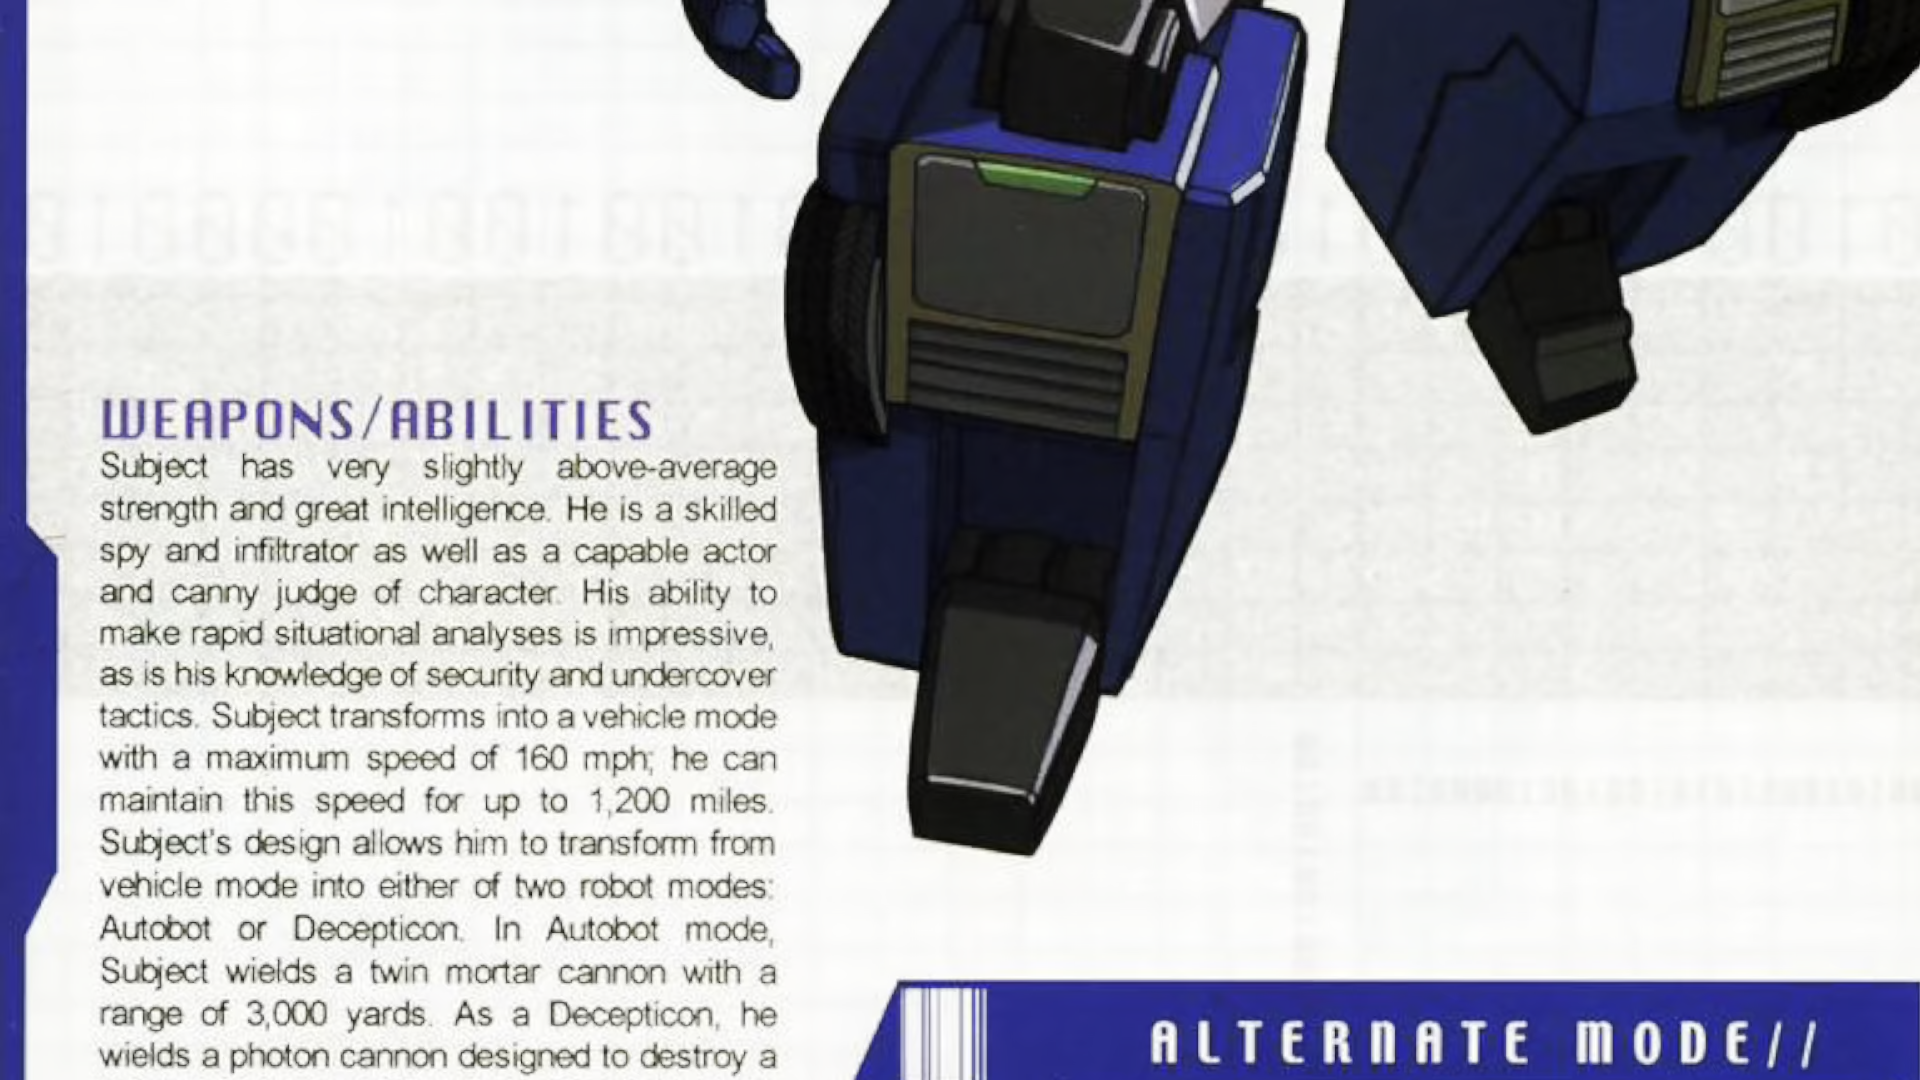 WEAPONS/ABILITIES
Subject has very slightly above-average
strength and great intelligence. He is a skilled
spy and infiltrator as well as a capable actor
and canny judge of character. His ability to
make rapid situational analyses is impressive,
as is his knowledge of security and undercover
tactics. Subject transforms into a vehicle mode
with a maximum speed of 160 mph; he can
maintain this speed for up to 1,200 miles.
Subject's design allows him to transform from
vehicle mode into either of two robot modes:
Autobot or Decepticon. In Autobot mode,
Subject wields a twin mortar cannon with a
range of 3,000 yards. As a Decepticon, he
wields a photon cannon designed to destroy a
ALTERNATE MODE//